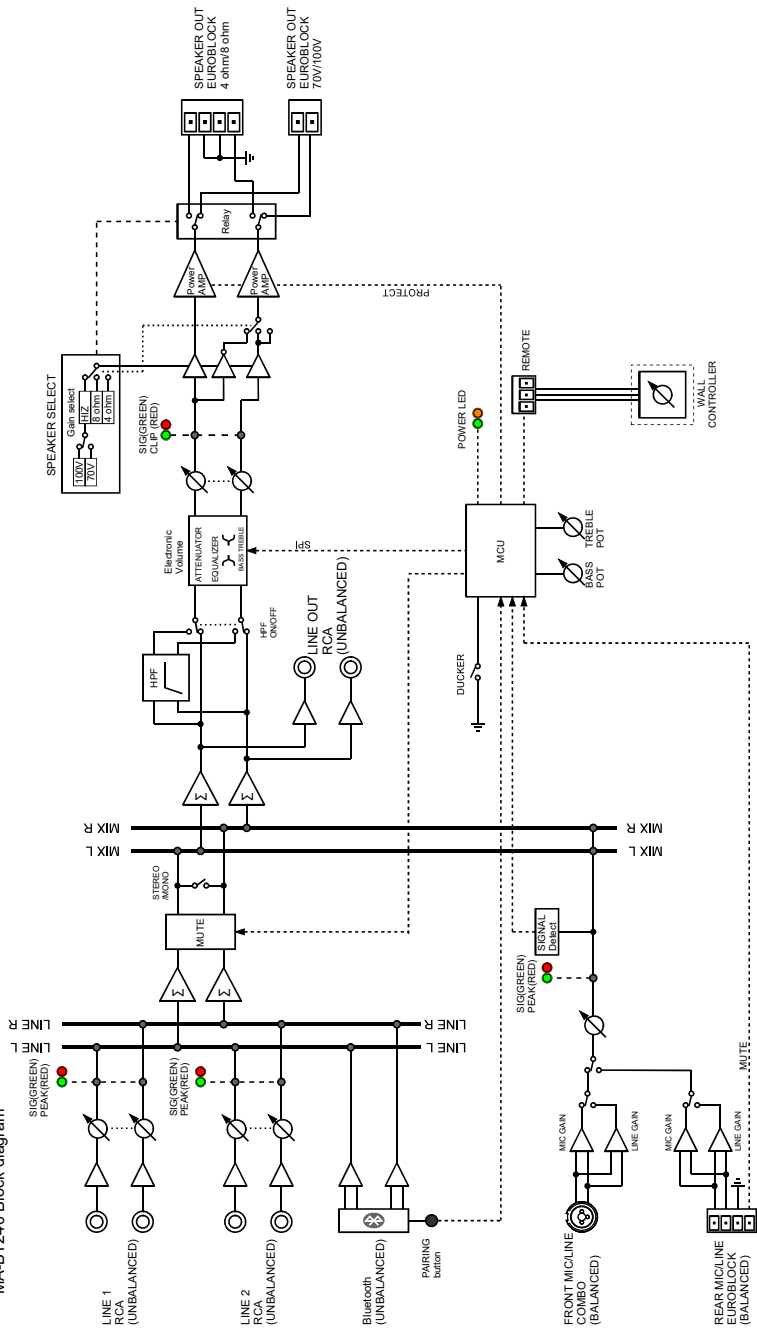 Block diagram
LINE 1
RCA
(UNBALANCED)
SIG(GREEN)
PEAK(RED)
LINE 2
RCA
(UNBALANCED)
SIG(GREEN)
PEAK(RED)
Bluetooth
(UNBALANCED)
PAIRING
button
FRONT MIC/LINE
COMBO
(BALANCED)
MIC GAIN
LINE GAIN
REAR MIC/LINE
EUROBLOCK
(BALANCED)
MIC GAIN
LINE GAIN
MUTE
LINE L
LINE R
LINE L
LINE R
Σ
Σ
MUTE
STEREO
/MONO
SIG(GREEN)
PEAK(RED)
SIGNAL
Detect
MIX L
MIX R
MIX L
MIX R
Σ
Σ
HPF
HPF
ON/OFF
LINE OUT
RCA
(UNBALANCED)
Electronic
Volume
ATTENUATOR
EQUALIZER
BASS TREBLE
SPI
DUCKER
MCU
BASS
POT
TREBLE
POT
POWER LED
REMOTE
WALL
CONTROLLER
PROTECT
SIG(GREEN)
CLIP (RED)
SPEAKER SELECT
Gain select
100V
70V
HIZ
8 ohm
4 ohm
Power
AMP
Power
AMP
Relay
SPEAKER OUT
EUROBLOCK
4 ohm/8 ohm
SPEAKER OUT
EUROBLOCK
70V/100V